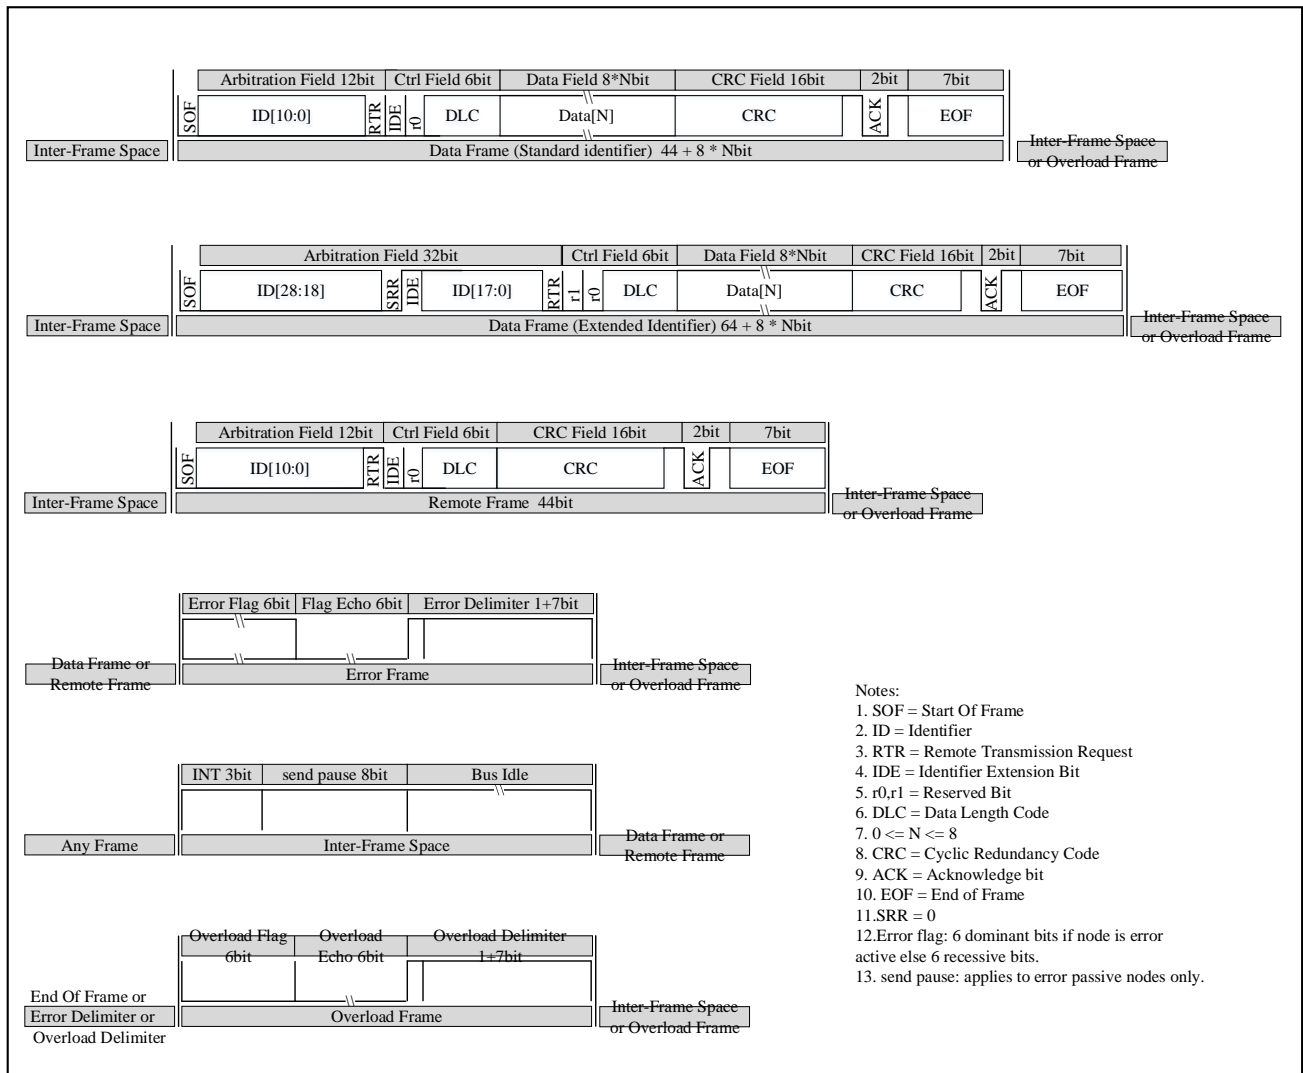 Arbitration Field 12bit Ctrl Field 6bit Data Field 8*Nbit CRC Field 16bit 2bit 7bit
SOF ID[10:0] RTR IDE r0 DLC Data[N] CRC ACK EOF
Inter-Frame Space Data Frame (Standard identifier) 44 + 8 * Nbit Inter-Frame Space
or Overload Frame
Arbitration Field 32bit Ctrl Field 6bit Data Field 8*Nbit CRC Field 16bit 2bit 7bit
SOF ID[28:18] SRR IDE ID[17:0] RTR r1 r0 DLC Data[N] CRC ACK EOF
Inter-Frame Space Data Frame (Extended Identifier) 64 + 8 * Nbit Inter-Frame Space
or Overload Frame
Arbitration Field 12bit Ctrl Field 6bit CRC Field 16bit 2bit 7bit
SOF ID[10:0] RTR IDE r0 DLC CRC ACK EOF
Inter-Frame Space Remote Frame 44bit Inter-Frame Space
or Overload Frame
Error Flag 6bit Flag Echo 6bit Error Delimiter 1+7bit
Data Frame or
Remote Frame
Error Frame
Inter-Frame Space
or Overload Frame
INT 3bit send pause 8bit Bus Idle
Any Frame Inter-Frame Space Data Frame or
Remote Frame
Overload Flag
6bit
Overload
Echo 6bit
Overload Delimiter
1+7bit
End Of Frame or
Error Delimiter or
Overload Delimiter
Overload Frame
Inter-Frame Space
or Overload Frame
Notes:
1. SOF = Start Of Frame
2. ID = Identifier
3. RTR = Remote Transmission Request
4. IDE = Identifier Extension Bit
5. r0,r1 = Reserved Bit
6. DLC = Data Length Code
7. 0 <= N <= 8
8. CRC = Cyclic Redundancy Code
9. ACK = Acknowledge bit
10. EOF = End of Frame
11.SRR = 0
12.Error flag: 6 dominant bits if node is error
active else 6 recessive bits.
13. send pause: applies to error passive nodes only.